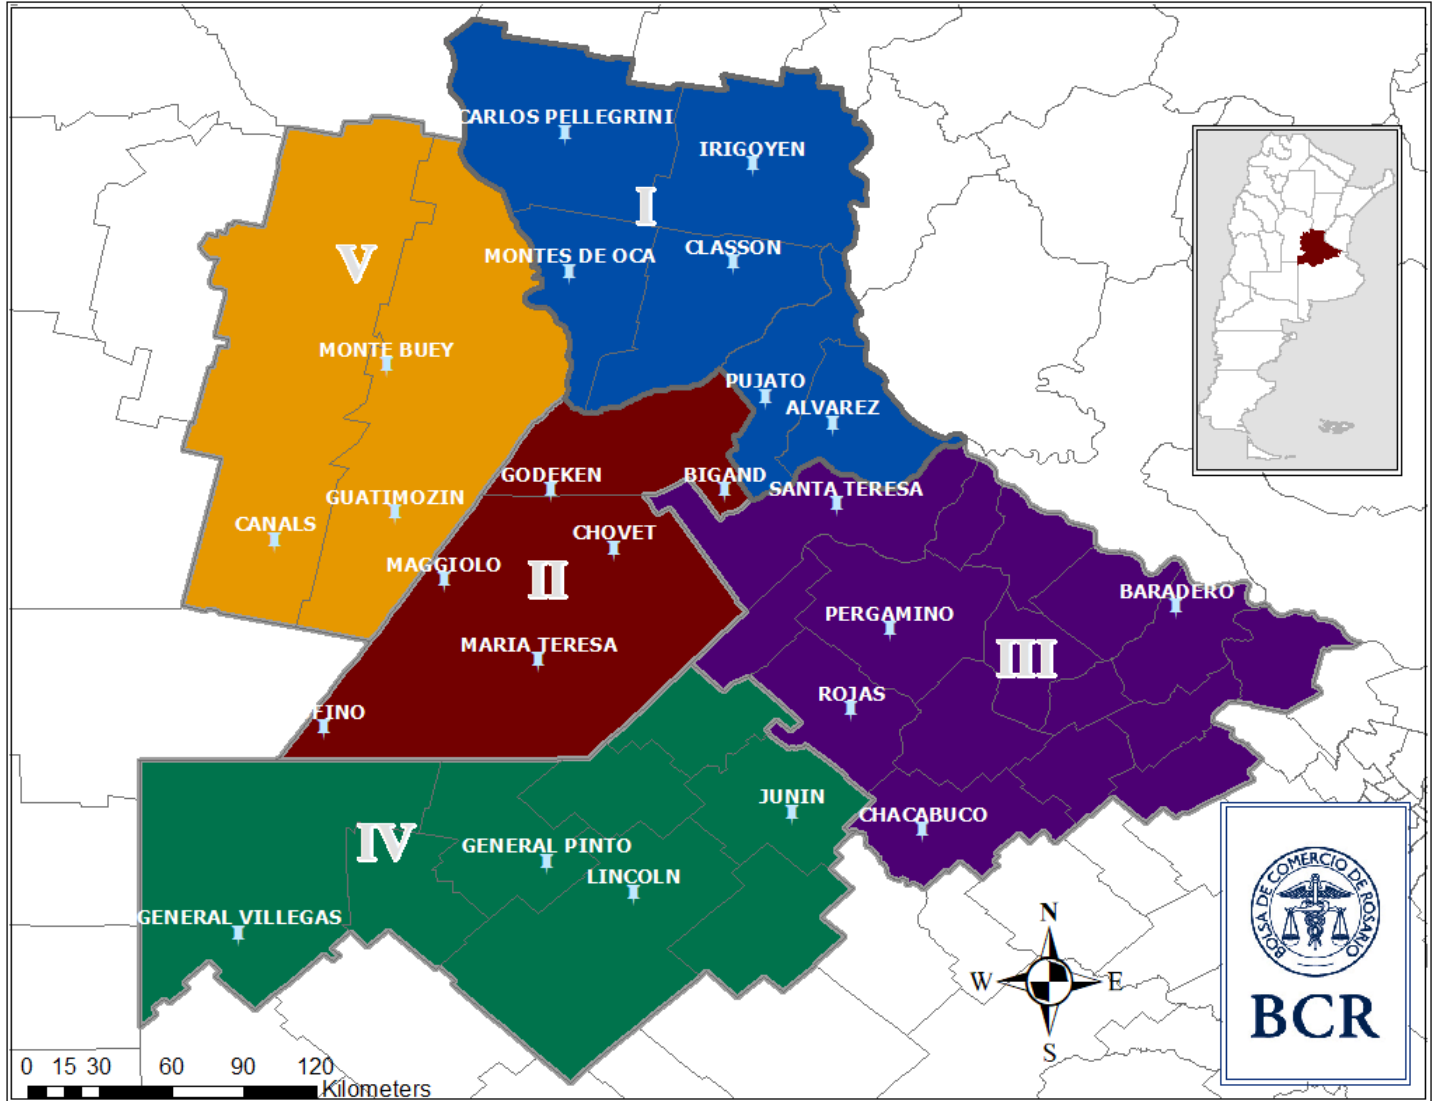 CARLOS PELLEGRINI
IRIGOYEN
I
MONTES DE OCA
CLASSON
V
MONTE BUEY
PUJATO
ALVAREZ
GODEKEN
BIGAND
SANTA TERESA
GUATIMOZIN
CANALS
CHOVET
MAGGIOLO
II
BARADERO
PERGAMINO
MARIA TERESA
III
ROJAS
FINO
JUNIN
CHACABUCO
IV
GENERAL PINTO
LINCOLN
GENERAL VILLEGAS
N
W
E
S
BOLSA DE COMERCIO DE ROSARIO
BCR
0 15 30 60 90 120
Kilometers